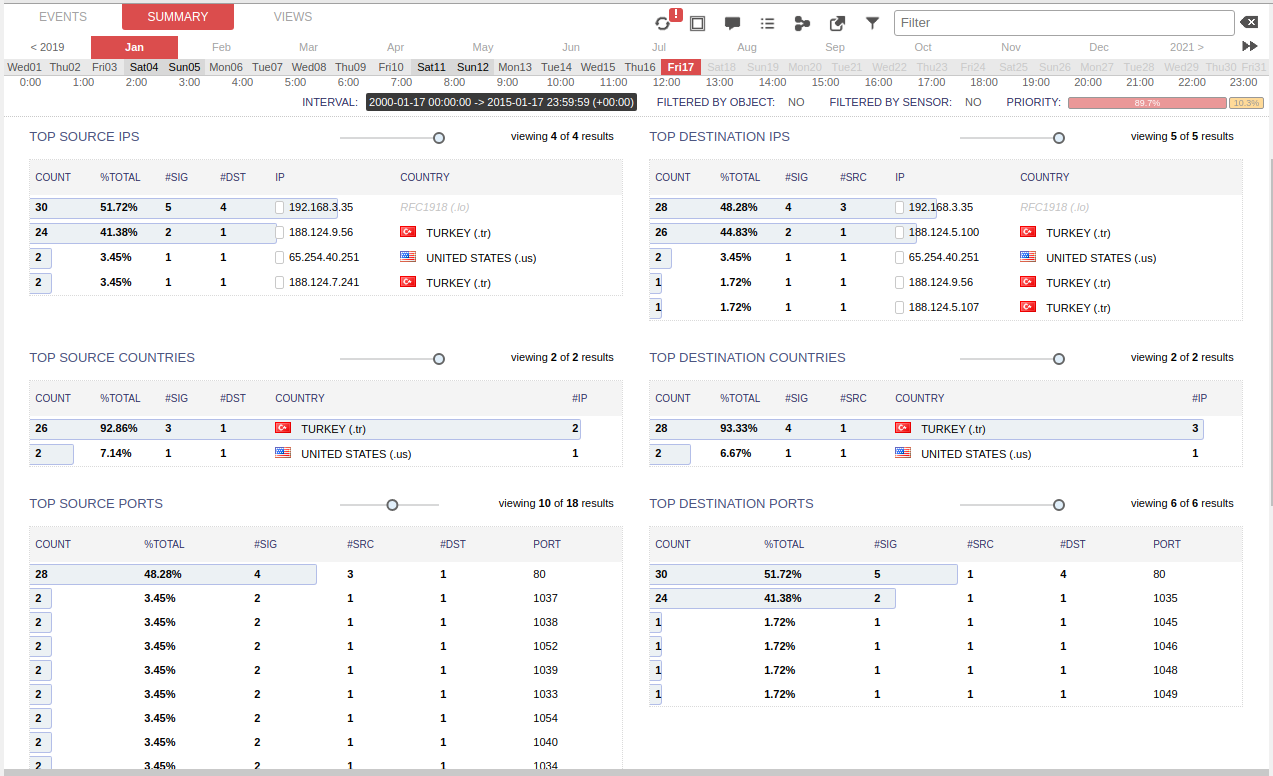 EVENTS SUMMARY VIEWS
! Filter
< 2019 Jan Feb Mar Apr May Jun Jul Aug Sep Oct Nov Dec 2021 >
Wed01 Thu02 Fri03 Sat04 Sun05 Mon06 Tue07 Wed08 Thu09 Fri10 Sat11 Sun12 Mon13 Tue14 Wed15 Thu16 Fri17 Sat18 Sun19 Mon20 Tue21 Wed22 Thu23 Fri24 Sat25 Sun26 Mon27 Tue28 Wed29 Thu30 Fri31
0:00 1:00 2:00 3:00 4:00 5:00 6:00 7:00 8:00 9:00 10:00 11:00 12:00 13:00 14:00 15:00 16:00 17:00 18:00 19:00 20:00 21:00 22:00 23:00
INTERVAL: 2000-01-17 00:00:00 -> 2015-01-17 23:59:59 (+00:00) FILTERED BY OBJECT: NO FILTERED BY SENSOR: NO PRIORITY: 89.7% 10.3%
TOP SOURCE IPS viewing 4 of 4 results
COUNT %TOTAL #SIG #DST IP COUNTRY
30 51.72% 5 4 192.168.3.35 RFC1918 (.lo)
24 41.38% 2 1 188.124.9.56 TURKEY (.tr)
2 3.45% 1 1 65.254.40.251 UNITED STATES (.us)
2 3.45% 1 1 188.124.7.241 TURKEY (.tr)
TOP DESTINATION IPS viewing 5 of 5 results
COUNT %TOTAL #SIG #SRC IP COUNTRY
28 48.28% 4 3 192.168.3.35 RFC1918 (.lo)
26 44.83% 2 1 188.124.5.100 TURKEY (.tr)
2 3.45% 1 1 65.254.40.251 UNITED STATES (.us)
1 1.72% 1 1 188.124.9.56 TURKEY (.tr)
1 1.72% 1 1 188.124.5.107 TURKEY (.tr)
TOP SOURCE COUNTRIES viewing 2 of 2 results
COUNT %TOTAL #SIG #DST COUNTRY #IP
26 92.86% 3 1 TURKEY (.tr) 2
2 7.14% 1 1 UNITED STATES (.us) 1
TOP DESTINATION COUNTRIES viewing 2 of 2 results
COUNT %TOTAL #SIG #SRC COUNTRY #IP
28 93.33% 4 1 TURKEY (.tr) 3
2 6.67% 1 1 UNITED STATES (.us) 1
TOP SOURCE PORTS viewing 10 of 18 results
COUNT %TOTAL #SIG #SRC #DST PORT
28 48.28% 4 3 1 80
2 3.45% 2 1 1 1037
2 3.45% 2 1 1 1038
2 3.45% 2 1 1 1052
2 3.45% 2 1 1 1039
2 3.45% 2 1 1 1033
2 3.45% 2 1 1 1054
2 3.45% 2 1 1 1040
2 3.45% 2 1 1 1034
TOP DESTINATION PORTS viewing 6 of 6 results
COUNT %TOTAL #SIG #SRC #DST PORT
30 51.72% 5 1 4 80
24 41.38% 2 1 1 1035
1 1.72% 1 1 1 1045
1 1.72% 1 1 1 1046
1 1.72% 1 1 1 1048
1 1.72% 1 1 1 1049